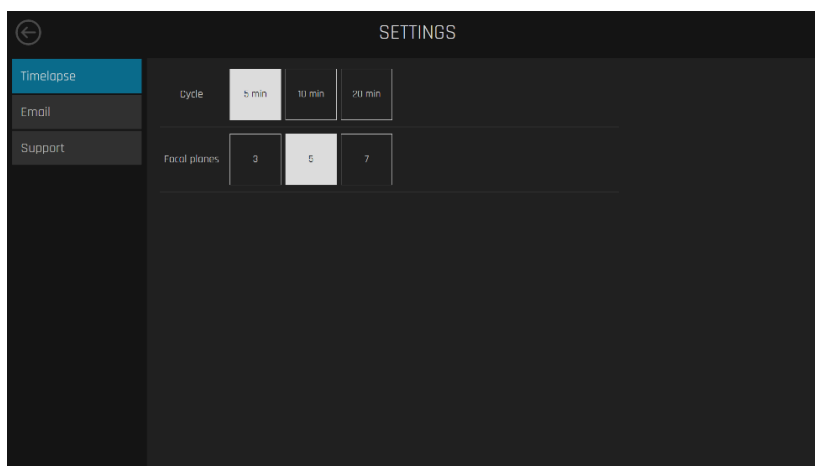 SETTINGS
Timelapse
Email
Support
Cycle 5 min 10 min 20 min
Focal planes 3 5 7